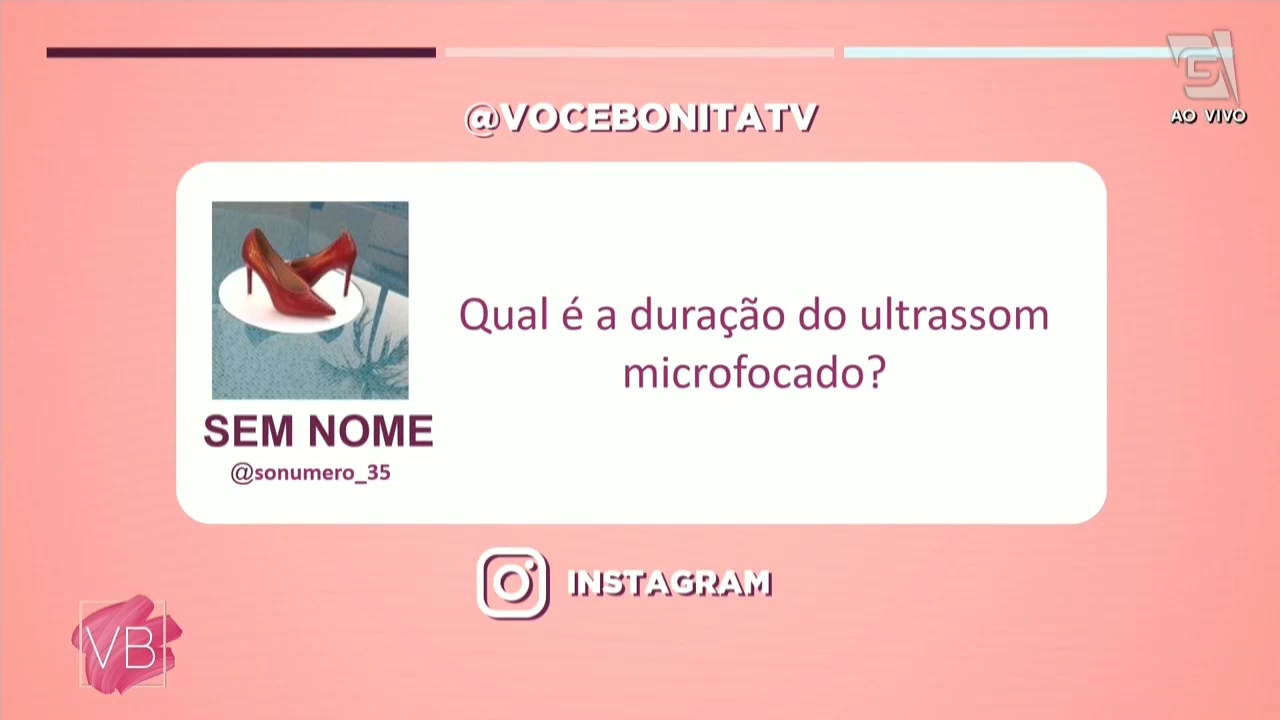 @VOCEBONITATV
AO VIVO
Qual é a duração do ultrassom
microfocado?
SEM NOME
@sonumero_35
INSTAGRAM
VB